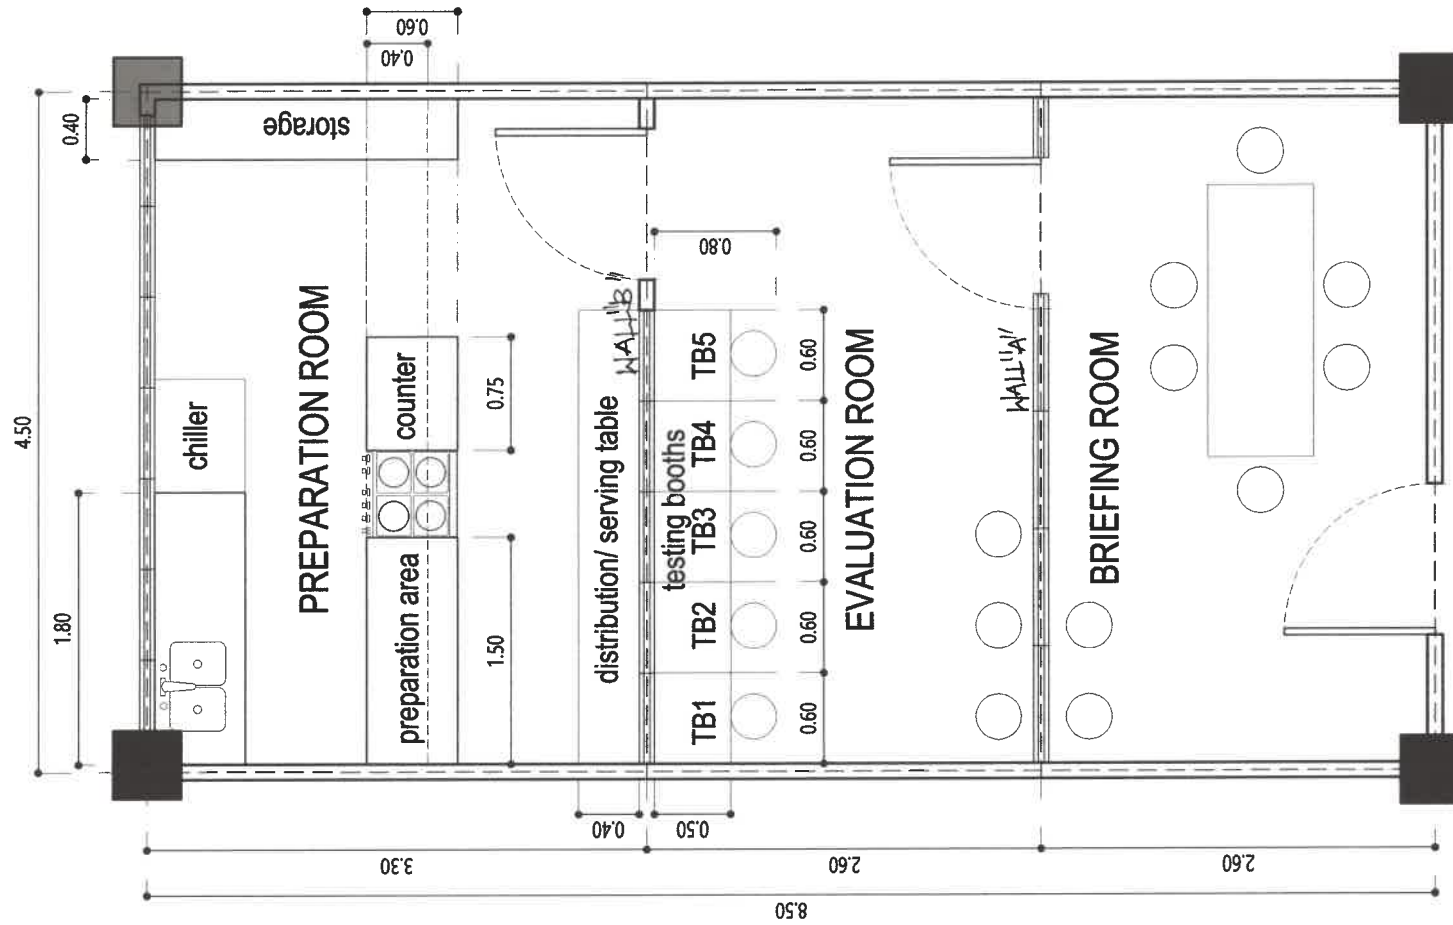 0.60
0.40
4.50
0.40
storage
1.80
chiller
PREPARATION ROOM
counter
preparation area
0.75
1.50
WALL "B"
distribution/ serving table
testing booths
TB1
TB2
TB3
TB4
TB5
0.80
0.60
0.60
0.60
0.60
0.60
EVALUATION ROOM
WALL "A"
BRIEFING ROOM
0.40
0.50
3.30
2.60
2.60
8.50